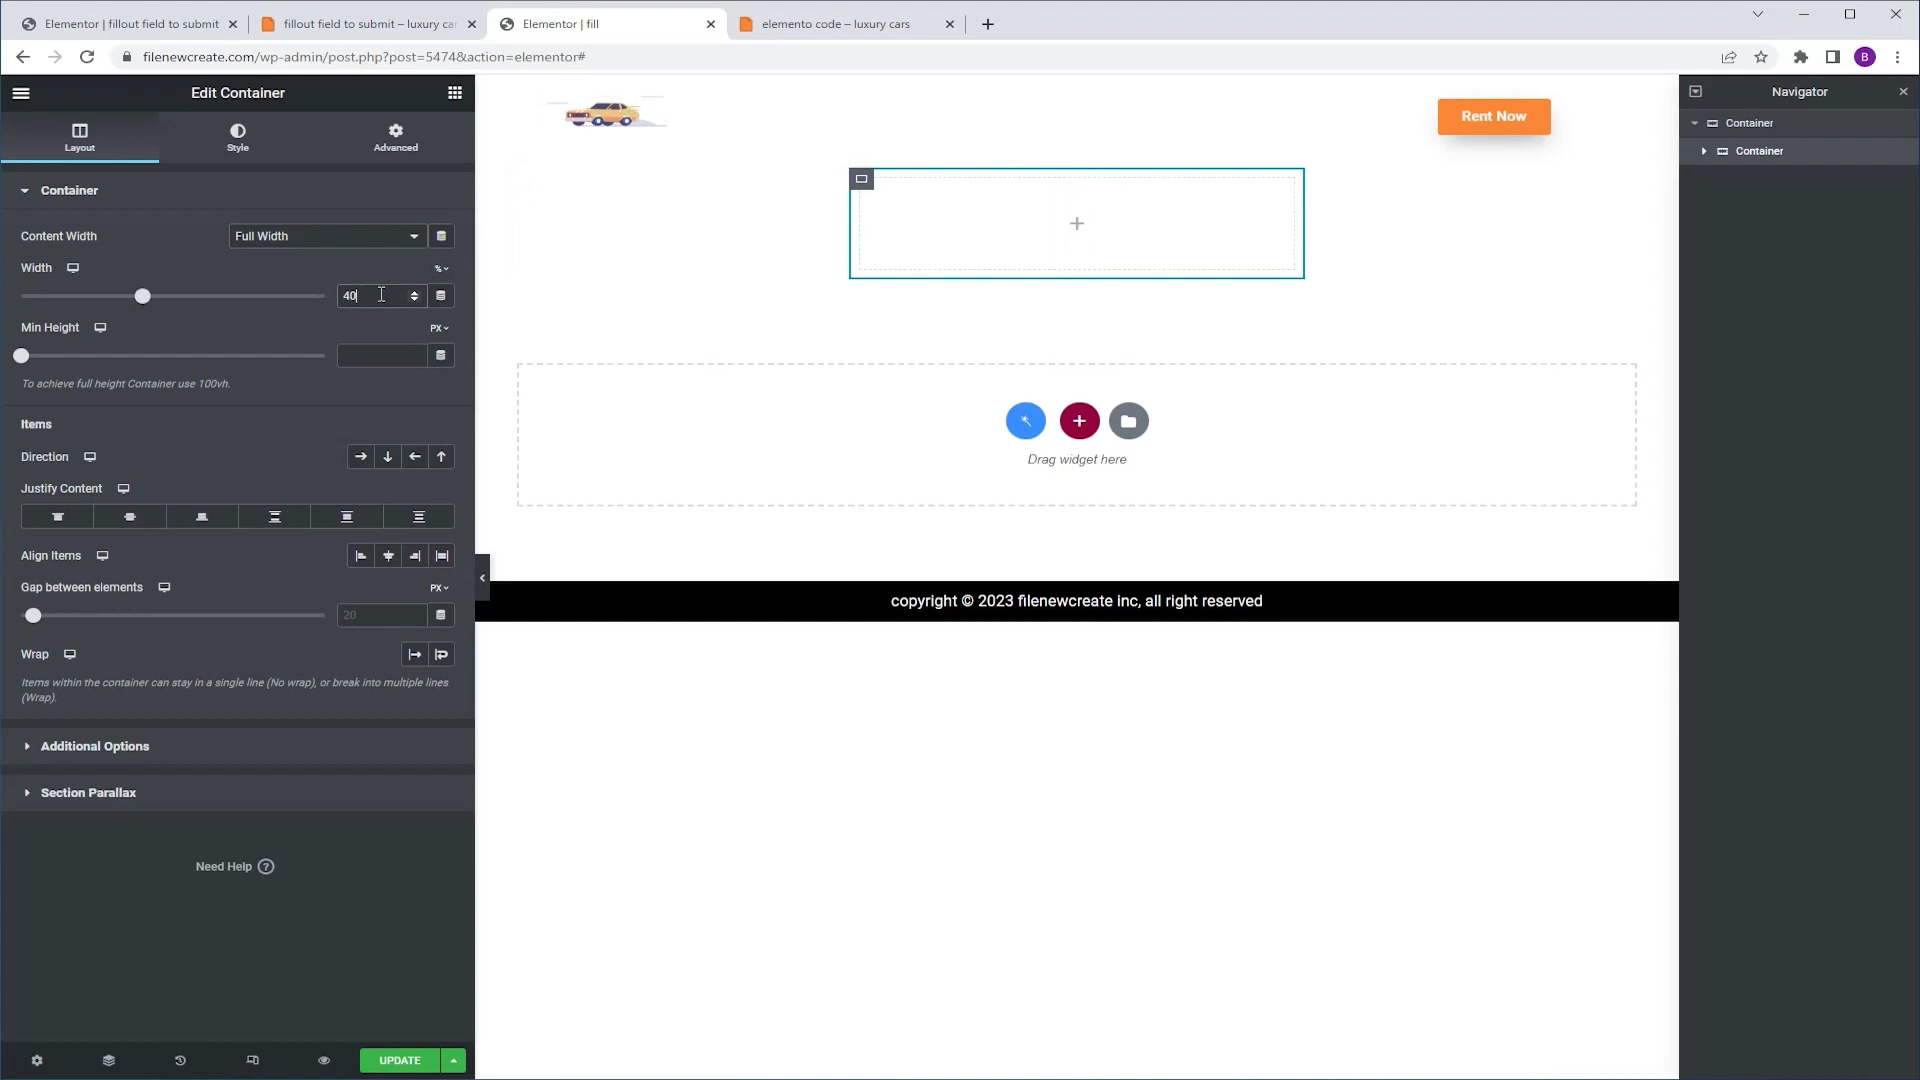 Elementor | fillout field to submit
fillout field to submit – luxury ca
Elementor | fill
elemento code – luxury cars
filenewcreate.com/wp-admin/post.php?post=5474&action=elementor#
B
Edit Container
Navigator
Layout
Style
Advanced
Rent Now
Container
Container
Container
Content Width
Full Width
Width
%
40
Min Height
PX
To achieve full height Container use 100vh.
Items
Direction
Justify Content
Align Items
Gap between elements
PX
20
Wrap
Items within the container can stay in a single line (No wrap), or break into multiple lines
(Wrap).
Additional Options
Section Parallax
Need Help ?
UPDATE
Drag widget here
copyright © 2023 filenewcreate inc, all right reserved